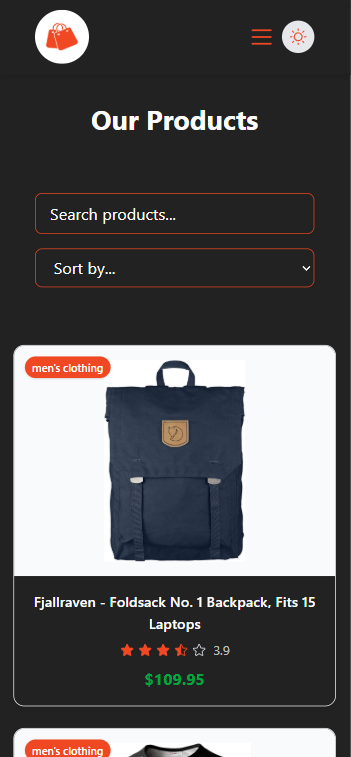 Our Products
Search products...
Sort by...
men's clothing
Fjallraven - Foldsack No. 1 Backpack, Fits 15
Laptops
3.9
$109.95
men's clothing